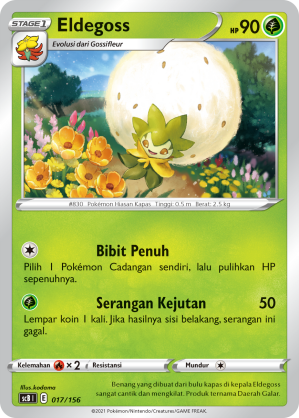 STAGE 1 Eldegoss HP 90
Evolusi dari Gossifleur
#830 Pokémon Hiasan Kapas Tinggi: 0.5 m Berat: 2.5 kg
Bibit Penuh
Pilih 1 Pokémon Cadangan sendiri, lalu pulihkan HP
sepenuhnya.
Serangan Kejutan 50
Lempar koin 1 kali. Jika hasilnya sisi belakang, serangan ini
gagal.
Kelemahan × 2 Resistansi Mundur
Illus. kodama
E 017/156
Benang yang dibuat dari bulu kapas di kepala Eldegoss
sangat cantik dan mengkilat. Produk ternama Daerah Galar.
©2021 Pokémon/Nintendo/Creatures/GAME FREAK.